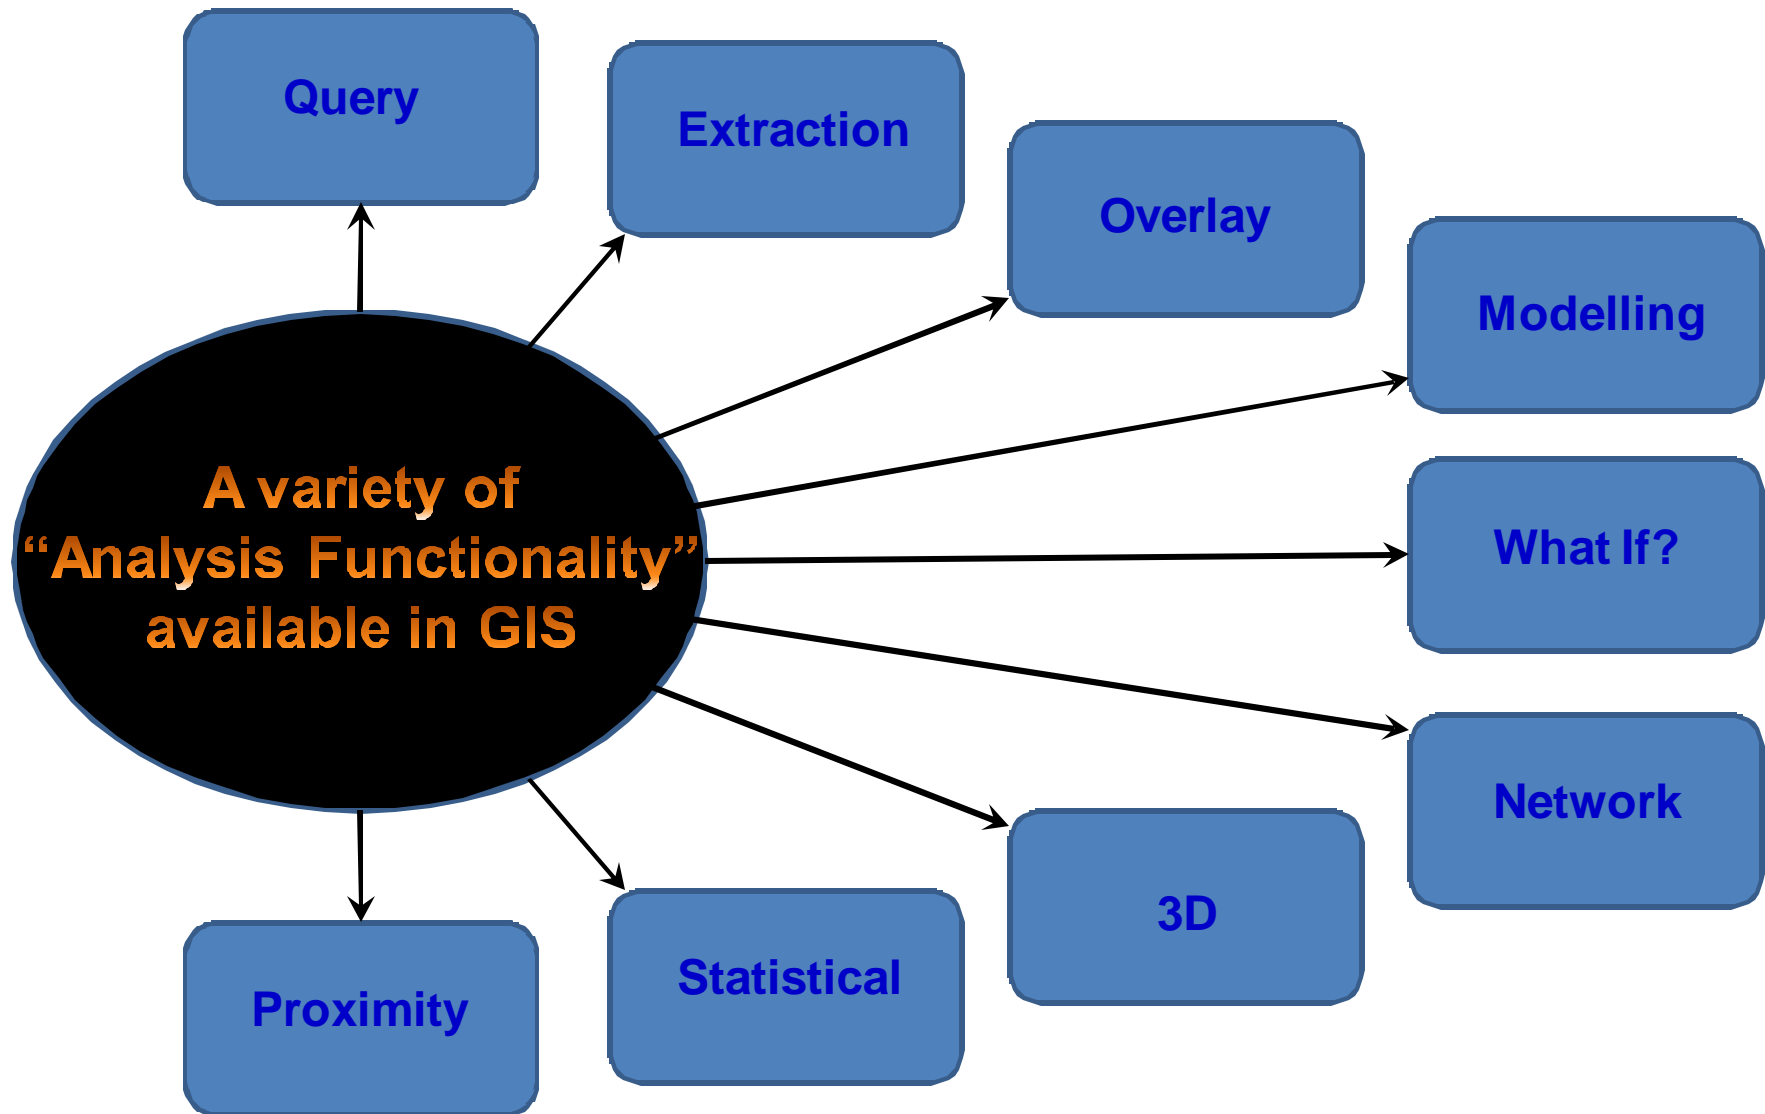 Query
Extraction
Overlay
Modelling
A variety of
“Analysis Functionality”
available in GIS
What If?
Network
3D
Statistical
Proximity